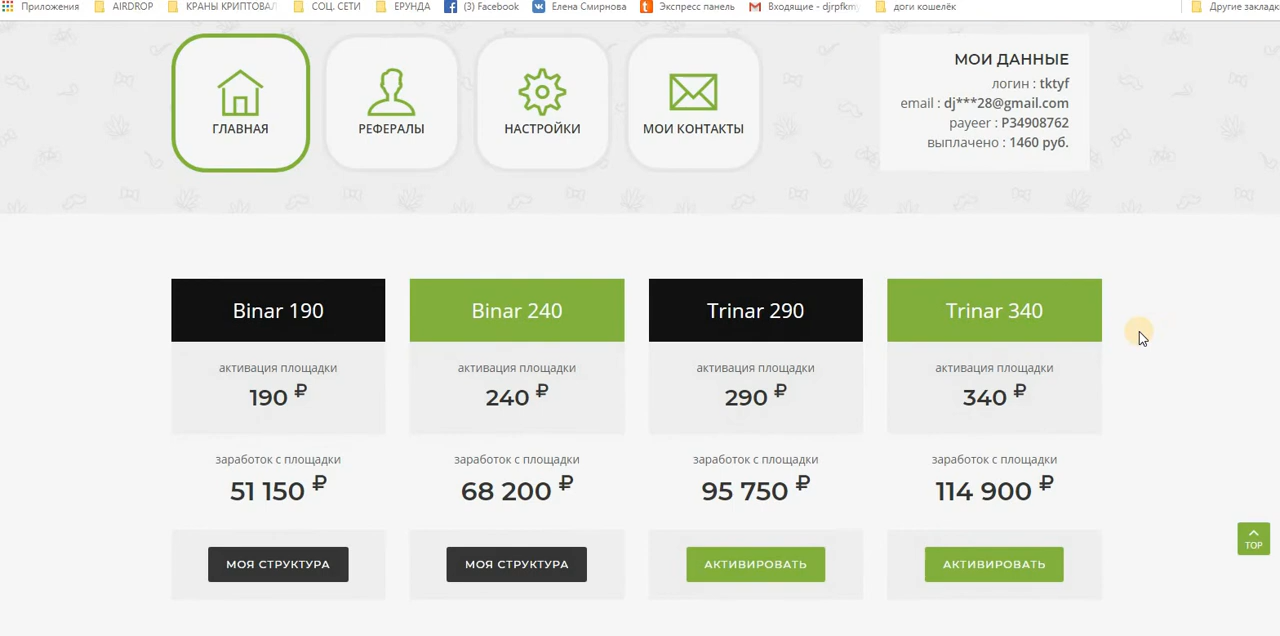 Приложения AIRDROP КРАНЫ КРИПТОВАЛ СОЦ. СЕТИ ЕРУНДА (3) Facebook Елена Смирнова Экспресс панель Входящие - djrpfkmy доги кошелёк Другие закладк
ГЛАВНАЯ
РЕФЕРАЛЫ
НАСТРОЙКИ
МОИ КОНТАКТЫ
МОИ ДАННЫЕ
логин : tktyf
email : dj***28@gmail.com
payeer : P34908762
выплачено : 1460 руб.
Binar 190
активация площадки
190 ₽
заработок с площадки
51 150 ₽
МОЯ СТРУКТУРА
Binar 240
активация площадки
240 ₽
заработок с площадки
68 200 ₽
МОЯ СТРУКТУРА
Trinar 290
активация площадки
290 ₽
заработок с площадки
95 750 ₽
АКТИВИРОВАТЬ
Trinar 340
активация площадки
340 ₽
заработок с площадки
114 900 ₽
АКТИВИРОВАТЬ
TOP